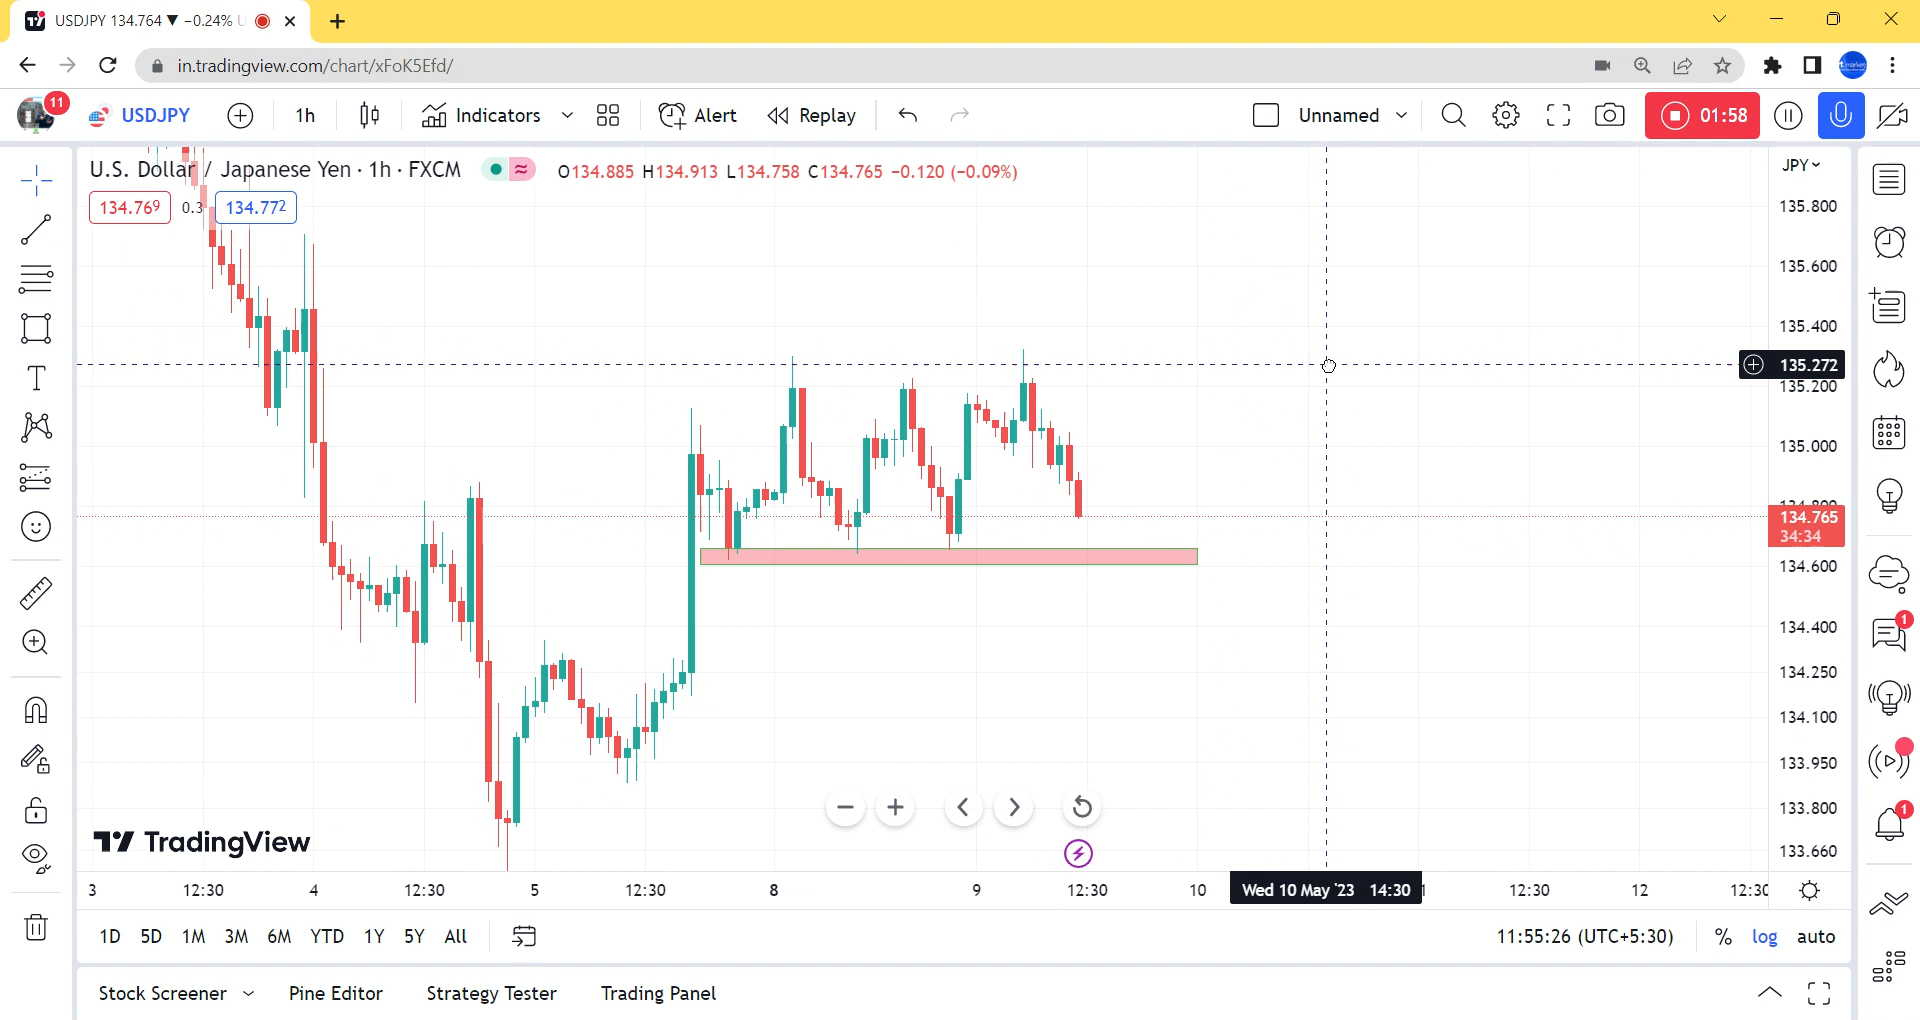 USDJPY 134.764 ▼ −0.24% U
in.tradingview.com/chart/xFoK5Efd/
11
USDJPY
1h
Indicators
Alert
Replay
Unnamed
01:58
U.S. Dollar / Japanese Yen · 1h · FXCM
O134.885 H134.913 L134.758 C134.765 −0.120 (−0.09%)
JPY
134.769
0.3
134.772
135.800
135.600
135.400
135.272
135.200
135.000
134.800
134.765
34:34
134.600
134.400
134.250
134.100
133.950
133.800
133.660
1
1
TradingView
3 12:30 4 12:30 5 12:30 8 9 12:30 10 Wed 10 May '23 14:30 12:30 12 12:30
1D 5D 1M 3M 6M YTD 1Y 5Y All
11:55:26 (UTC+5:30)
% log auto
Stock Screener
Pine Editor
Strategy Tester
Trading Panel